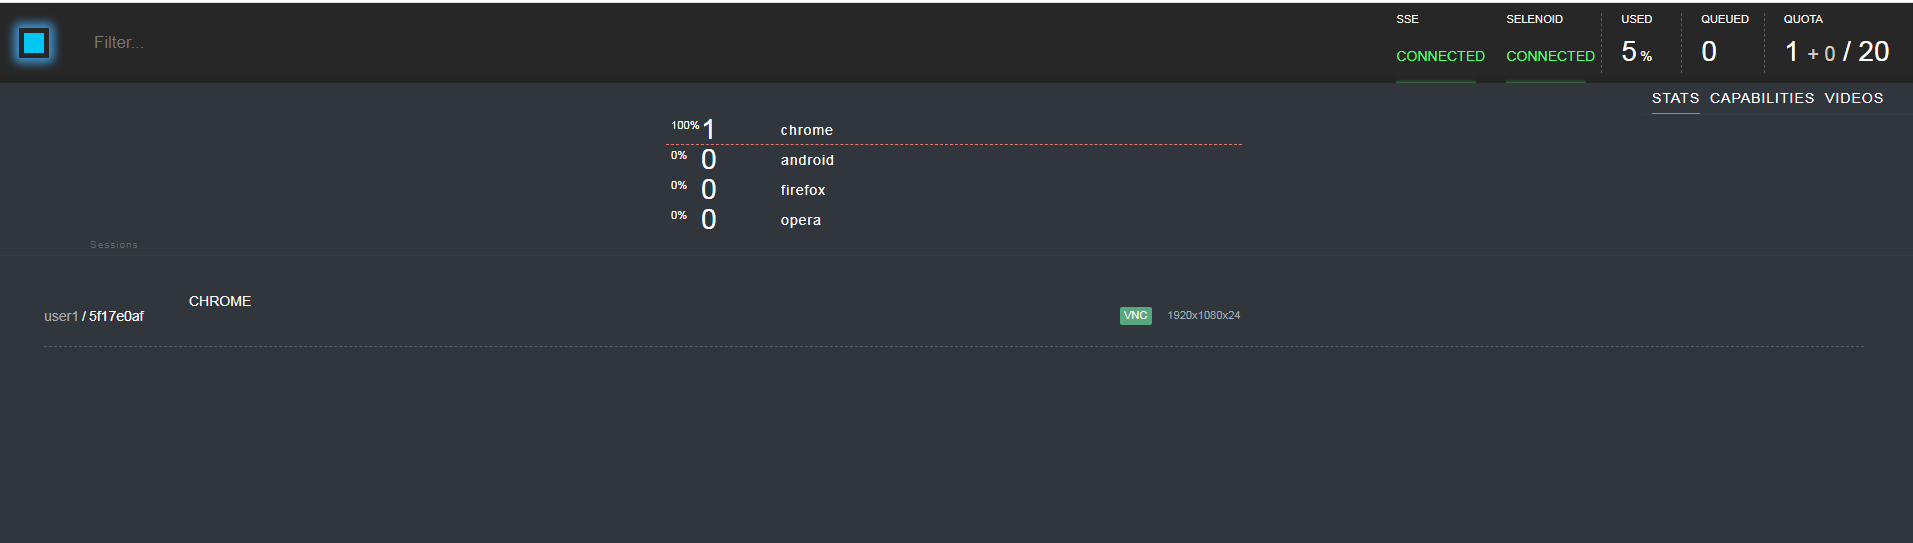 Filter...
SSE
CONNECTED
SELENOID
CONNECTED
USED
5 %
QUEUED
0
QUOTA
1 + 0 / 20
STATS CAPABILITIES VIDEOS
100% 1 chrome
0% 0 android
0% 0 firefox
0% 0 opera
Sessions
CHROME
user1 / 5f17e0af
VNC 1920x1080x24